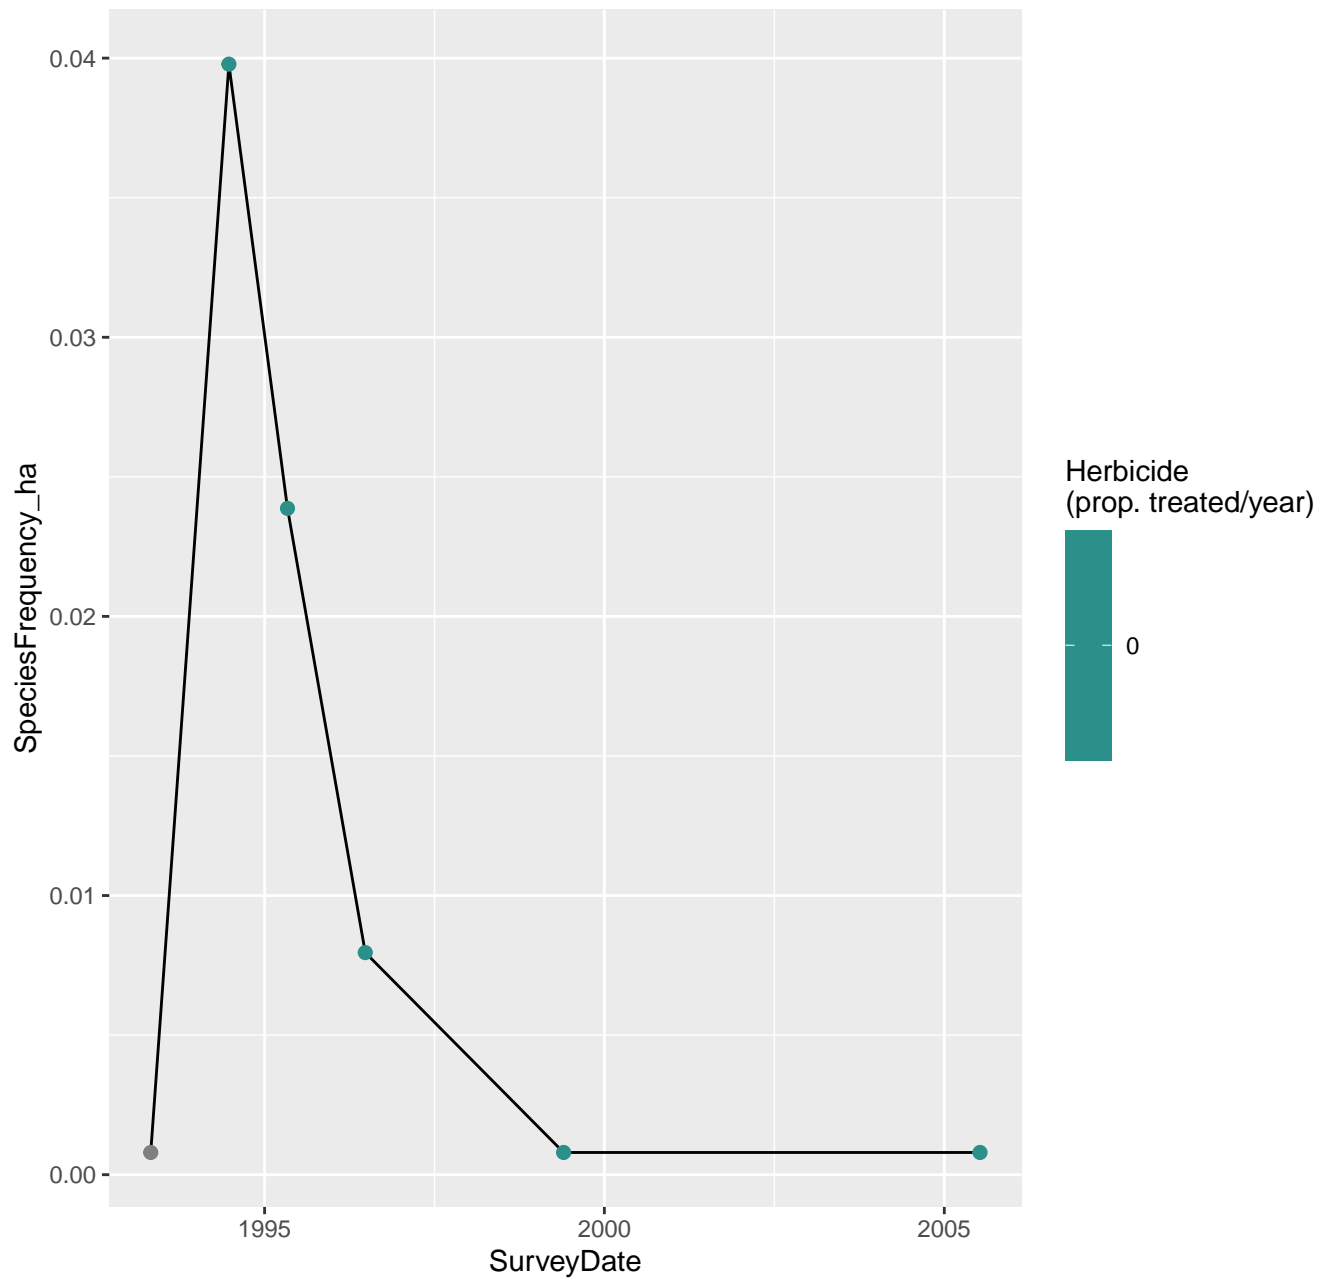 0.04
0.03
0.02
0.01
0.00
SpeciesFrequency_ha
1995
2000
2005
SurveyDate
Herbicide
(prop. treated/year)
0